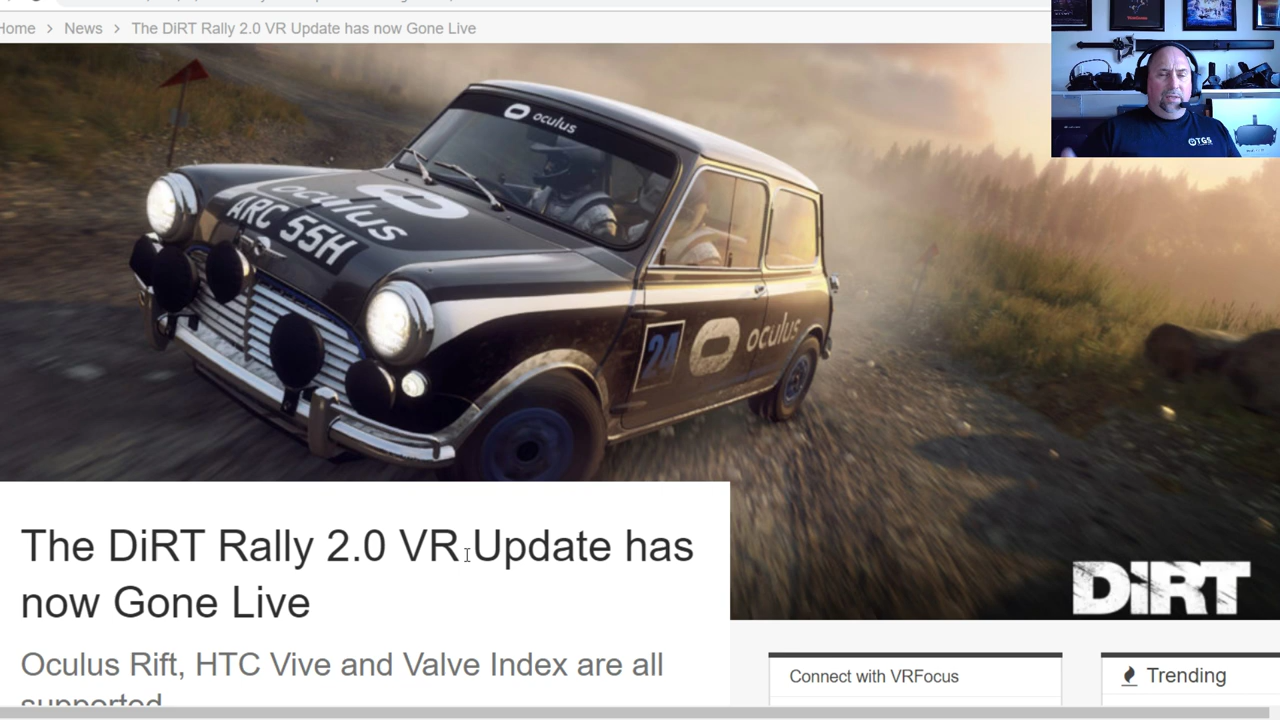 Home > News > The DiRT Rally 2.0 VR Update has now Gone Live
oculus
oculus
ARC 55H
24
oculus
TGS
DiRT
The DiRT Rally 2.0 VR Update has
now Gone Live
Oculus Rift, HTC Vive and Valve Index are all
supported
Connect with VRFocus
Trending